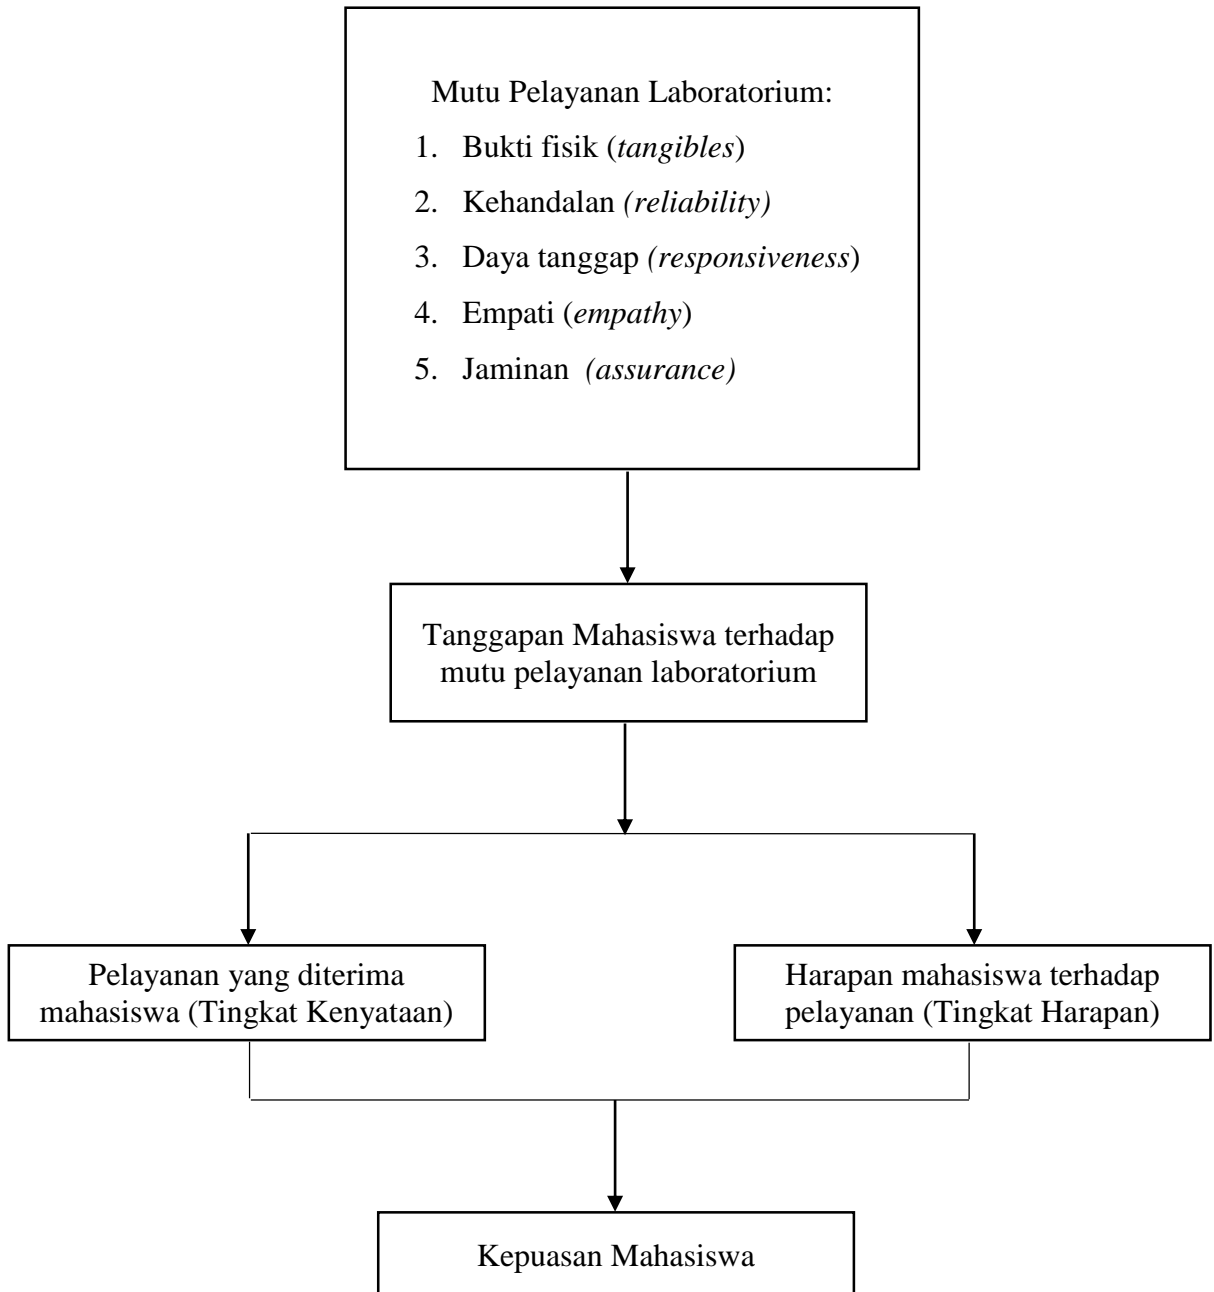 Mutu Pelayanan Laboratorium:
1. Bukti fisik (tangibles)
2. Kehandalan (reliability)
3. Daya tanggap (responsiveness)
4. Empati (empathy)
5. Jaminan (assurance)
Tanggapan Mahasiswa terhadap
mutu pelayanan laboratorium
Pelayanan yang diterima
mahasiswa (Tingkat Kenyataan)
Harapan mahasiswa terhadap
pelayanan (Tingkat Harapan)
Kepuasan Mahasiswa